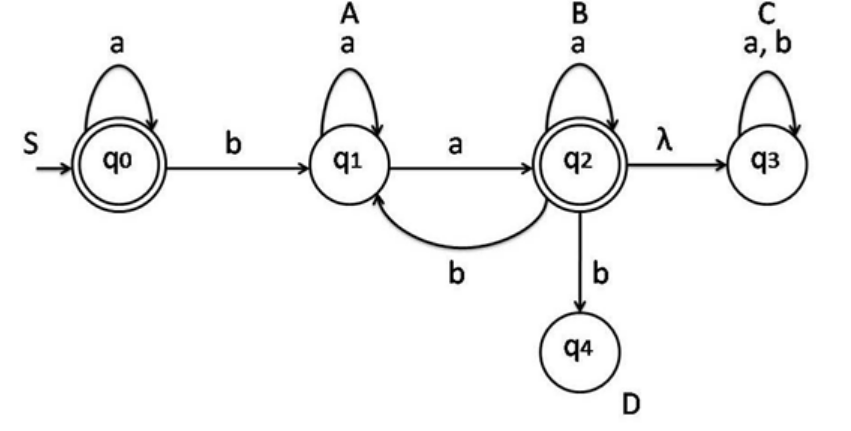 A B C
a a a a, b
S q0 b q1 a q2 λ q3
b b
q4
D